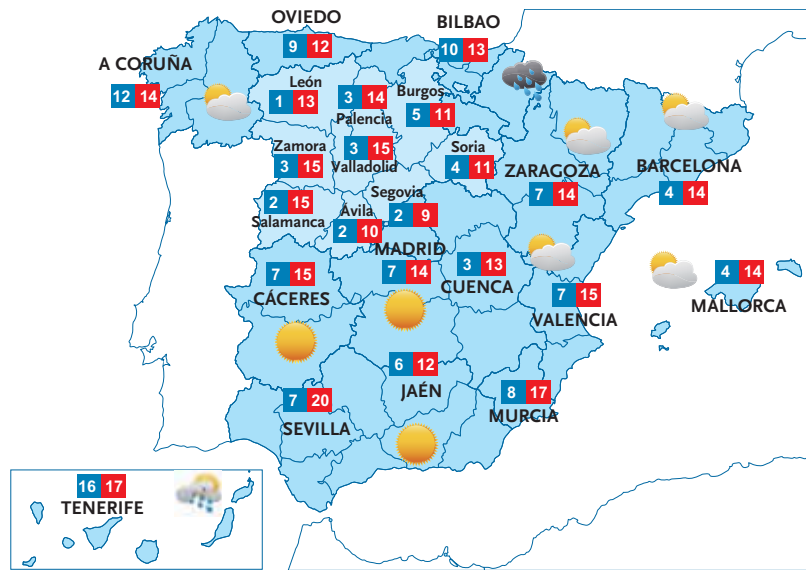 OVIEDO
9 12
BILBAO
10 13
A CORUÑA
12 14
León
1 13
3 14
Palencia
Burgos
5 11
Zamora
3 15
3 15
Valladolid
Soria
4 11
ZARAGOZA
7 14
BARCELONA
4 14
2 15
Salamanca
Ávila
2 10
Segovia
2 9
MADRID
7 14
3 13
CUENCA
7 15
CÁCERES
7 15
VALENCIA
4 14
MALLORCA
6 12
JAÉN
7 20
SEVILLA
8 17
MURCIA
16 17
TENERIFE